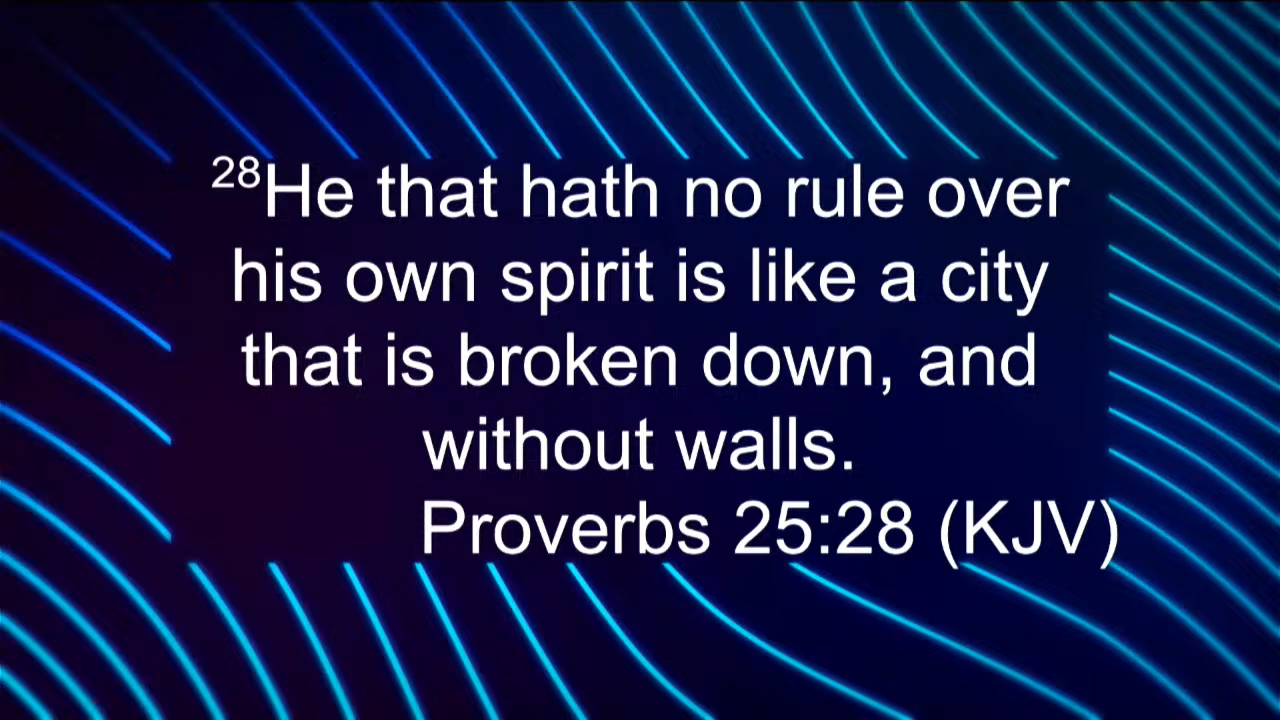 28He that hath no rule over
his own spirit is like a city
that is broken down, and
without walls.
Proverbs 25:28 (KJV)